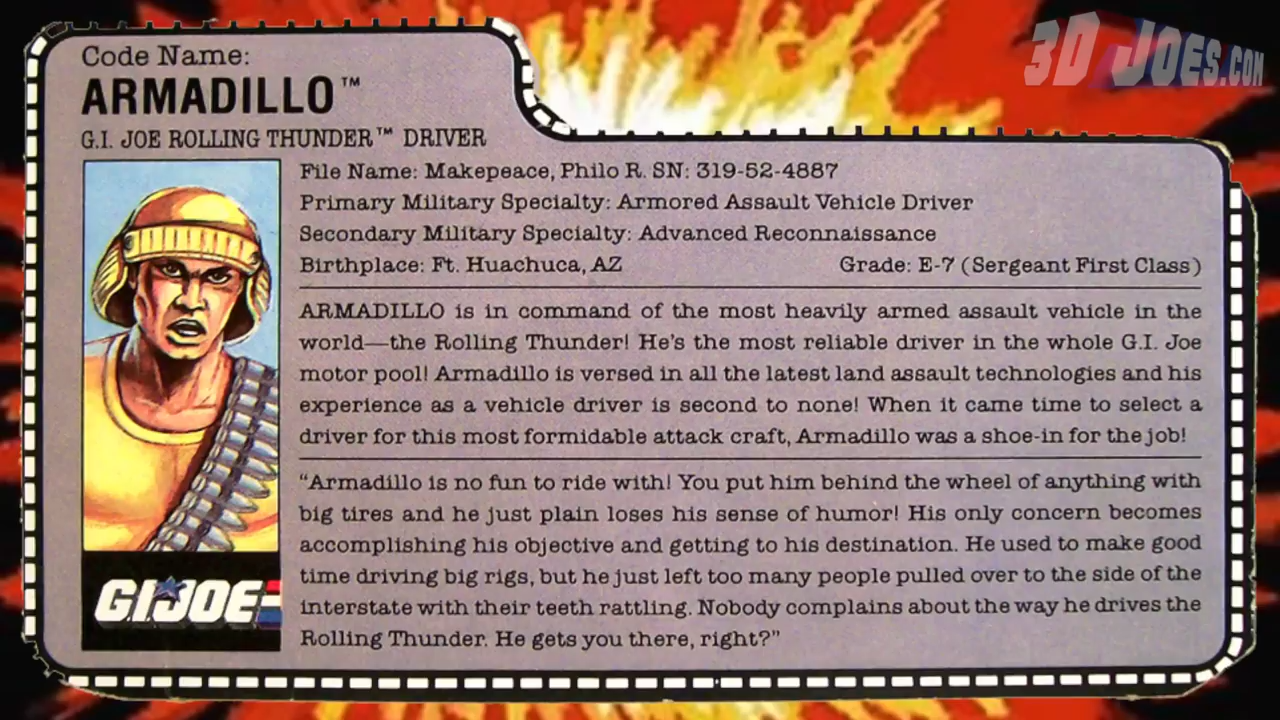 3D JOES.COM
Code Name:
ARMADILLO™
G.I. JOE ROLLING THUNDER™ DRIVER
File Name: Makepeace, Philo R. SN: 319-52-4887
Primary Military Specialty: Armored Assault Vehicle Driver
Secondary Military Specialty: Advanced Reconnaissance
Birthplace: Ft. Huachuca, AZ Grade: E-7 (Sergeant First Class)
ARMADILLO is in command of the most heavily armed assault vehicle in the
world—the Rolling Thunder! He's the most reliable driver in the whole G.I. Joe
motor pool! Armadillo is versed in all the latest land assault technologies and his
experience as a vehicle driver is second to none! When it came time to select a
driver for this most formidable attack craft, Armadillo was a shoe-in for the job!
"Armadillo is no fun to ride with! You put him behind the wheel of anything with
big tires and he just plain loses his sense of humor! His only concern becomes
accomplishing his objective and getting to his destination. He used to make good
time driving big rigs, but he just left too many people pulled over to the side of the
interstate with their teeth rattling. Nobody complains about the way he drives the
Rolling Thunder. He gets you there, right?"
G.I. JOE